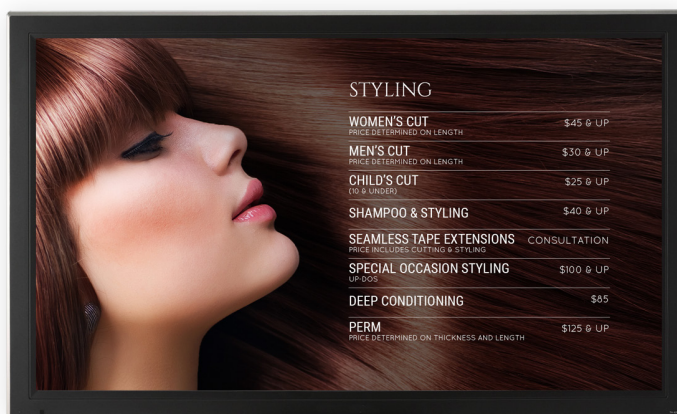 STYLING
WOMEN'S CUT $45 & UP
PRICE DETERMINED ON LENGTH
MEN'S CUT $30 & UP
PRICE DETERMINED ON LENGTH
CHILD'S CUT $25 & UP
(10 & UNDER)
SHAMPOO & STYLING $40 & UP
SEAMLESS TAPE EXTENSIONS CONSULTATION
PRICE INCLUDES CUTTING & STYLING
SPECIAL OCCASION STYLING $100 & UP
UP-DOS
DEEP CONDITIONING $85
PERM $125 & UP
PRICE DETERMINED ON THICKNESS AND LENGTH